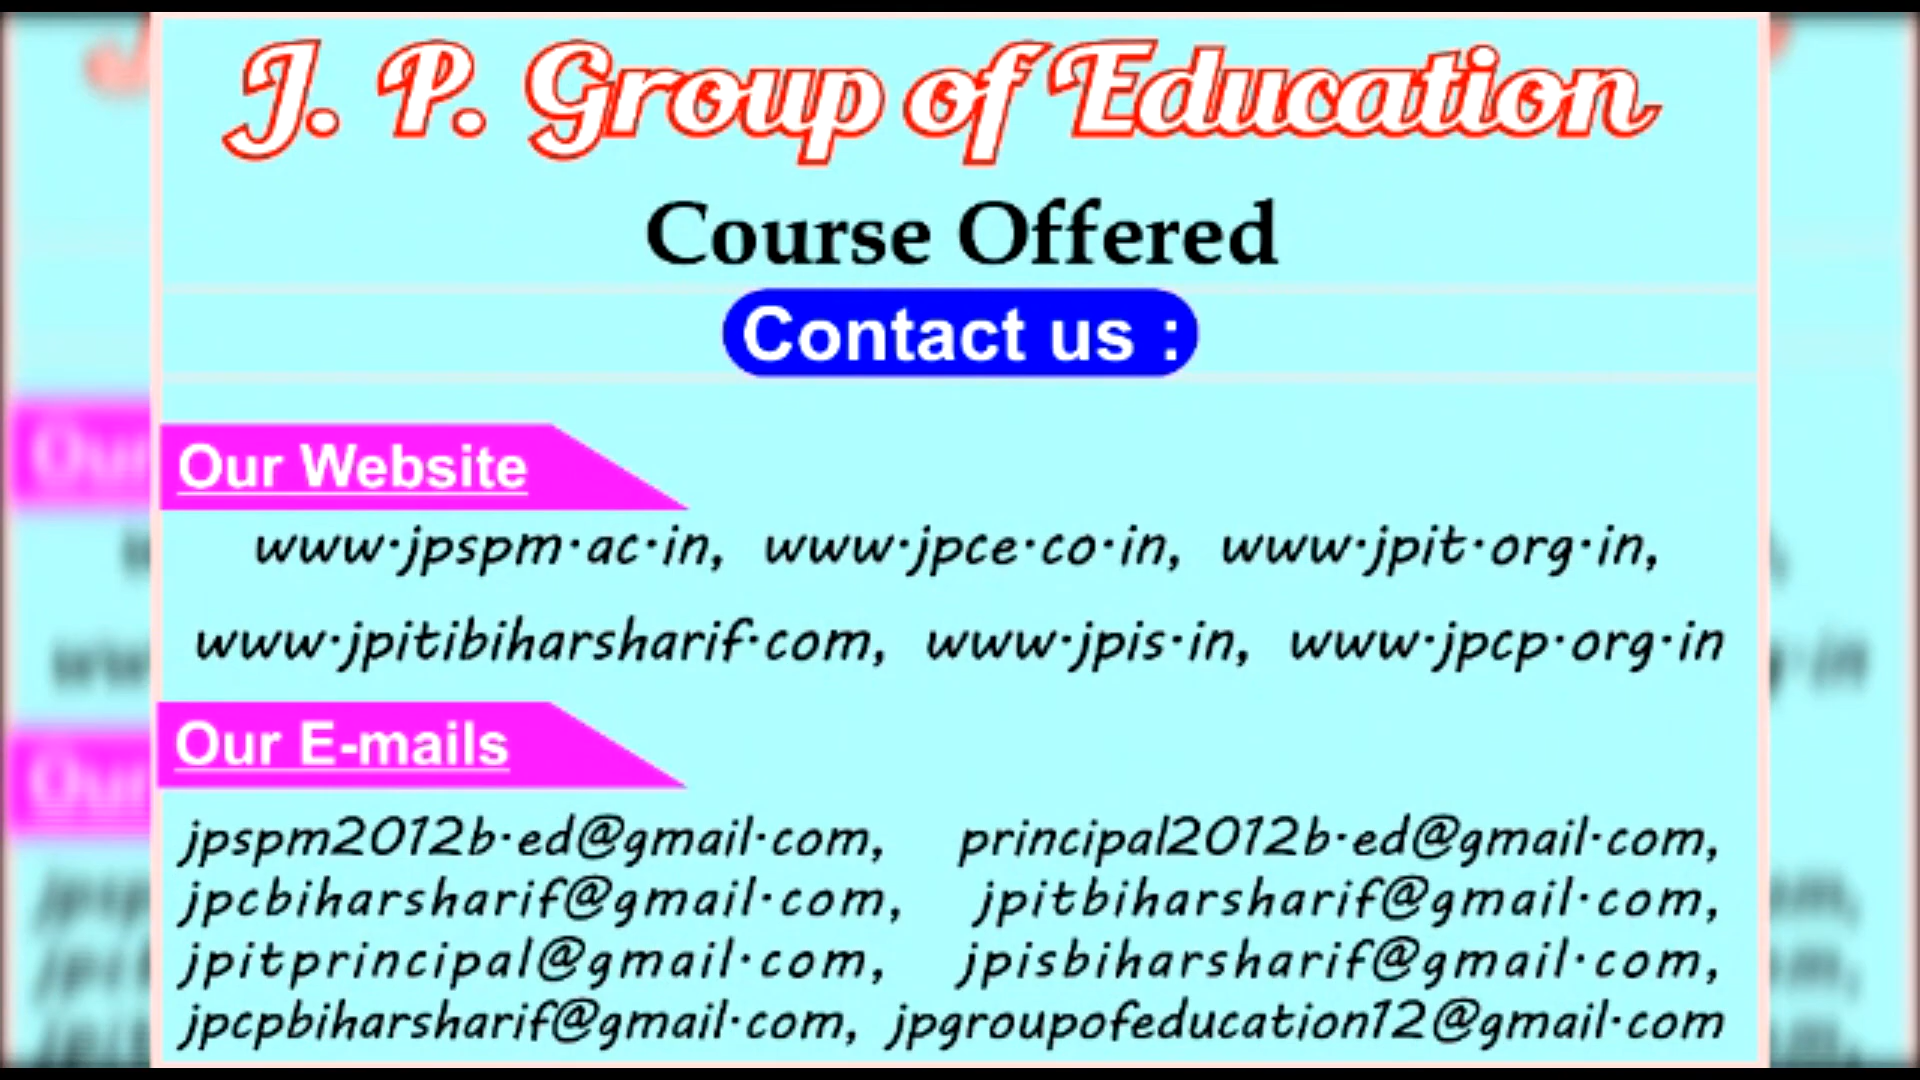 J. P. Group of Education
Course Offered
Contact us :
Our Website
www.jpspm.ac.in, www.jpce.co.in, www.jpit.org.in,
www.jpitibiharsharif.com, www.jpis.in, www.jpcp.org.in
Our E-mails
jpspm2012b.ed@gmail.com, principal2012b.ed@gmail.com,
jpcbiharsharif@gmail.com, jpitbiharsharif@gmail.com,
jpitprincipal@gmail.com, jpisbiharsharif@gmail.com,
jpcpbiharsharif@gmail.com, jpgroupofeducation12@gmail.com